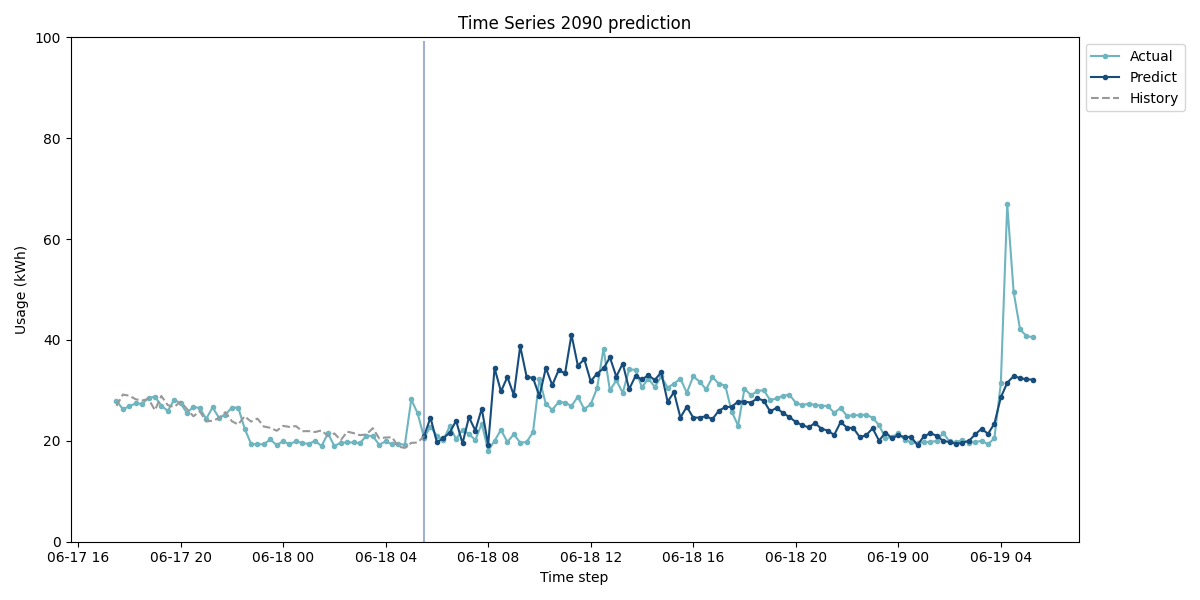 Time Series 2090 prediction
Actual
Predict
History
Usage (kWh)
100
80
60
40
20
0
06-17 16
06-17 20
06-18 00
06-18 04
06-18 08
06-18 12
06-18 16
06-18 20
06-19 00
06-19 04
Time step